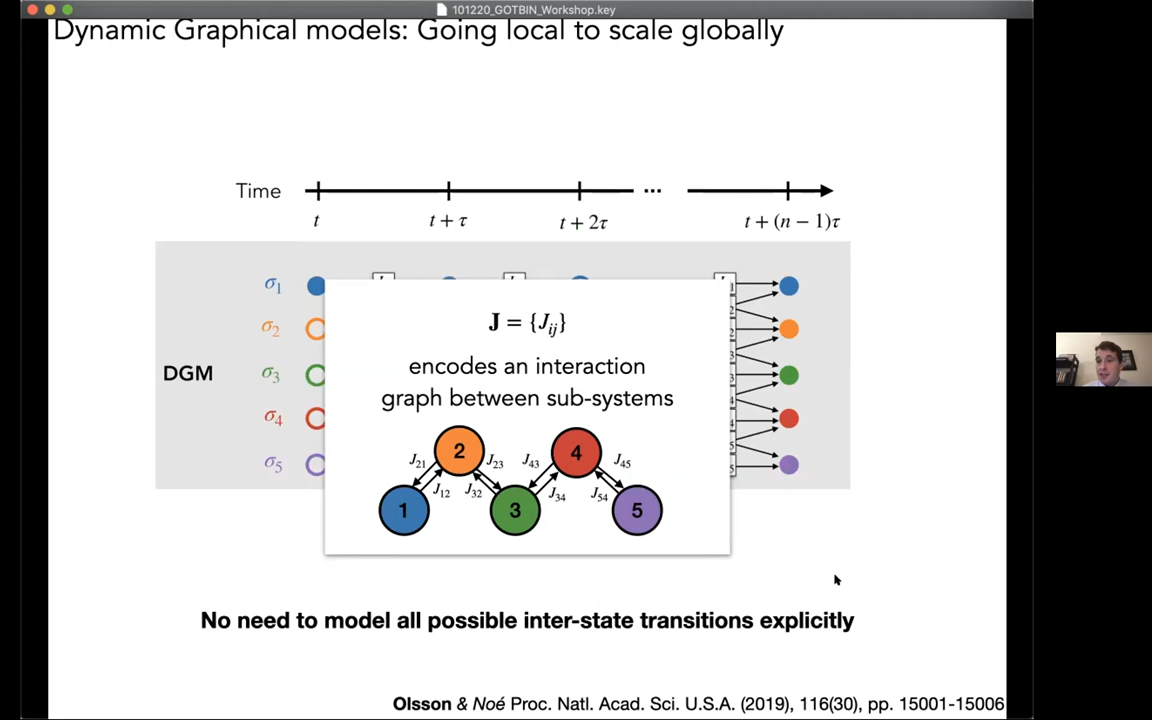 101220_GOTBIN_Workshop.key
Dynamic Graphical models: Going local to scale globally
Time
...
t
t + τ
t + 2τ
t + (n − 1)τ
DGM
σ1
σ2
σ3
σ4
σ5
J = {Jij}
encodes an interaction
graph between sub-systems
2
4
J21
J23
J43
J45
J12
J32
J34
J54
1
3
5
No need to model all possible inter-state transitions explicitly
Olsson & Noé Proc. Natl. Acad. Sci. U.S.A. (2019), 116(30), pp. 15001-15006